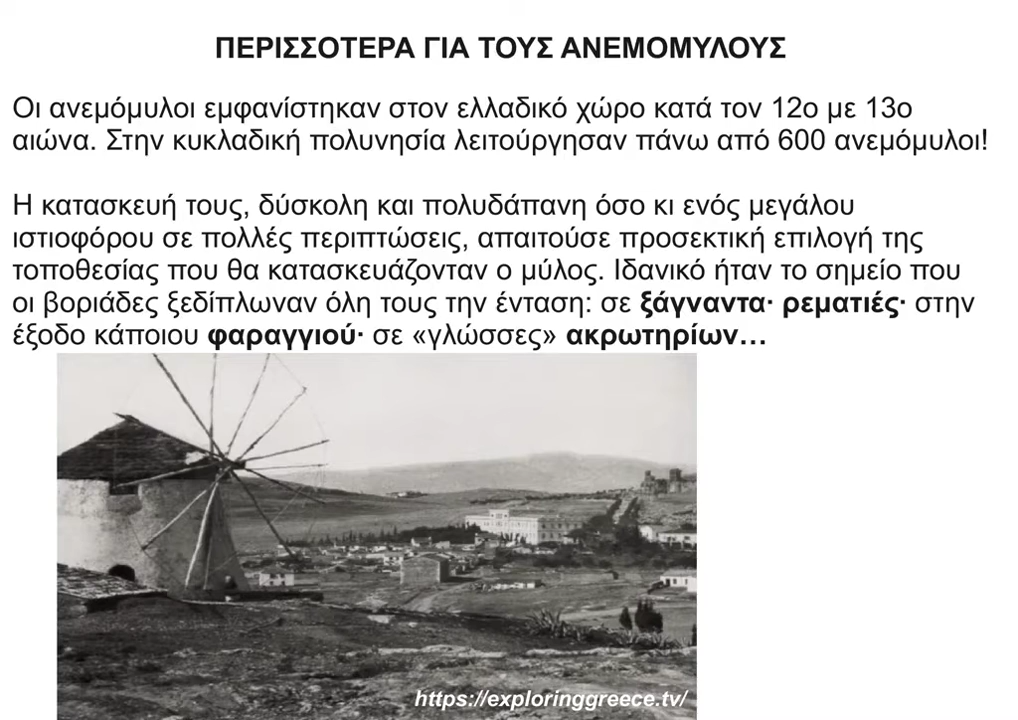 ΠΕΡΙΣΣΟΤΕΡΑ ΓΙΑ ΤΟΥΣ ΑΝΕΜΟΜΥΛΟΥΣ
Οι ανεμόμυλοι εμφανίστηκαν στον ελλαδικό χώρο κατά τον 12ο με 13ο
αιώνα. Στην κυκλαδική πολυνησία λειτούργησαν πάνω από 600 ανεμόμυλοι!
Η κατασκευή τους, δύσκολη και πολυδάπανη όσο κι ενός μεγάλου
ιστιοφόρου σε πολλές περιπτώσεις, απαιτούσε προσεκτική επιλογή της
τοποθεσίας που θα κατασκευάζονταν ο μύλος. Ιδανικό ήταν το σημείο που
οι βοριάδες ξεδίπλωναν όλη τους την ένταση: σε ξάγναντα· ρεματιές· στην
έξοδο κάποιου φαραγγιού· σε «γλώσσες» ακρωτηρίων…
https://exploringgreece.tv/